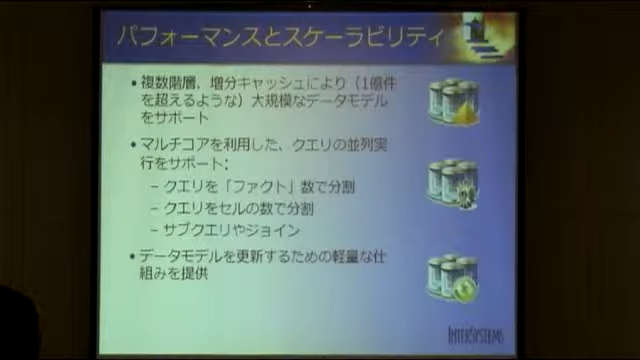 パフォーマンスとスケーラビリティ
• 複数階層、増分キャッシュにより（1億件
を超えるような）大規模なデータモデル
をサポート
• マルチコアを利用した、クエリの並列実
行をサポート：
– クエリを「ファクト」数で分割
– クエリをセルの数で分割
– サブクエリやジョイン
• データモデルを更新するための軽量な仕
組みを提供
INTERSYSTEMS